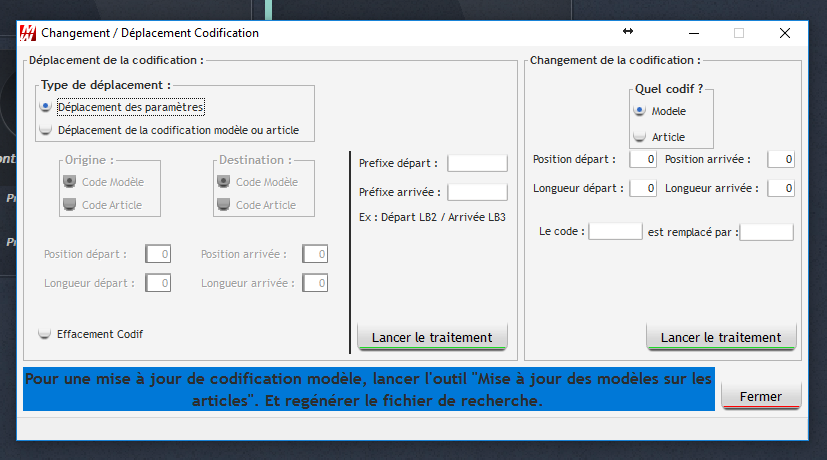 Changement / Déplacement Codification
Déplacement de la codification :
Type de déplacement :
Déplacement des paramètres
Déplacement de la codification modèle ou article
Origine :
Code Modèle
Code Article
Destination :
Code Modèle
Code Article
Position départ : 0
Position arrivée : 0
Longueur départ : 0
Longueur arrivée : 0
Effacement Codif
Prefixe départ :
Préfixe arrivée :
Ex : Départ LB2 / Arrivée LB3
Lancer le traitement
Changement de la codification :
Quel codif ?
Modele
Article
Position départ : 0 Position arrivée : 0
Longueur départ : 0 Longueur arrivée : 0
Le code : est remplacé par :
Lancer le traitement
Pour une mise à jour de codification modèle, lancer l'outil "Mise à jour des modèles sur les
articles". Et regénérer le fichier de recherche.
Fermer